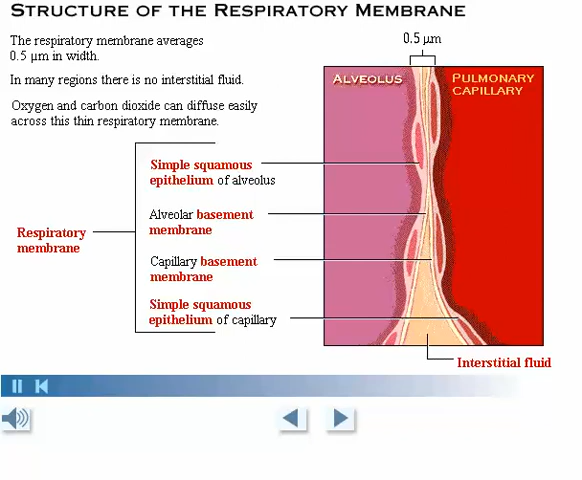 Structure of the Respiratory Membrane
The respiratory membrane averages
0.5 µm in width.
In many regions there is no interstitial fluid.
Oxygen and carbon dioxide can diffuse easily
across this thin respiratory membrane.
0.5 µm
Alveolus
Pulmonary
Capillary
Simple squamous
epithelium of alveolus
Alveolar basement
membrane
Respiratory
membrane
Capillary basement
membrane
Simple squamous
epithelium of capillary
Interstitial fluid